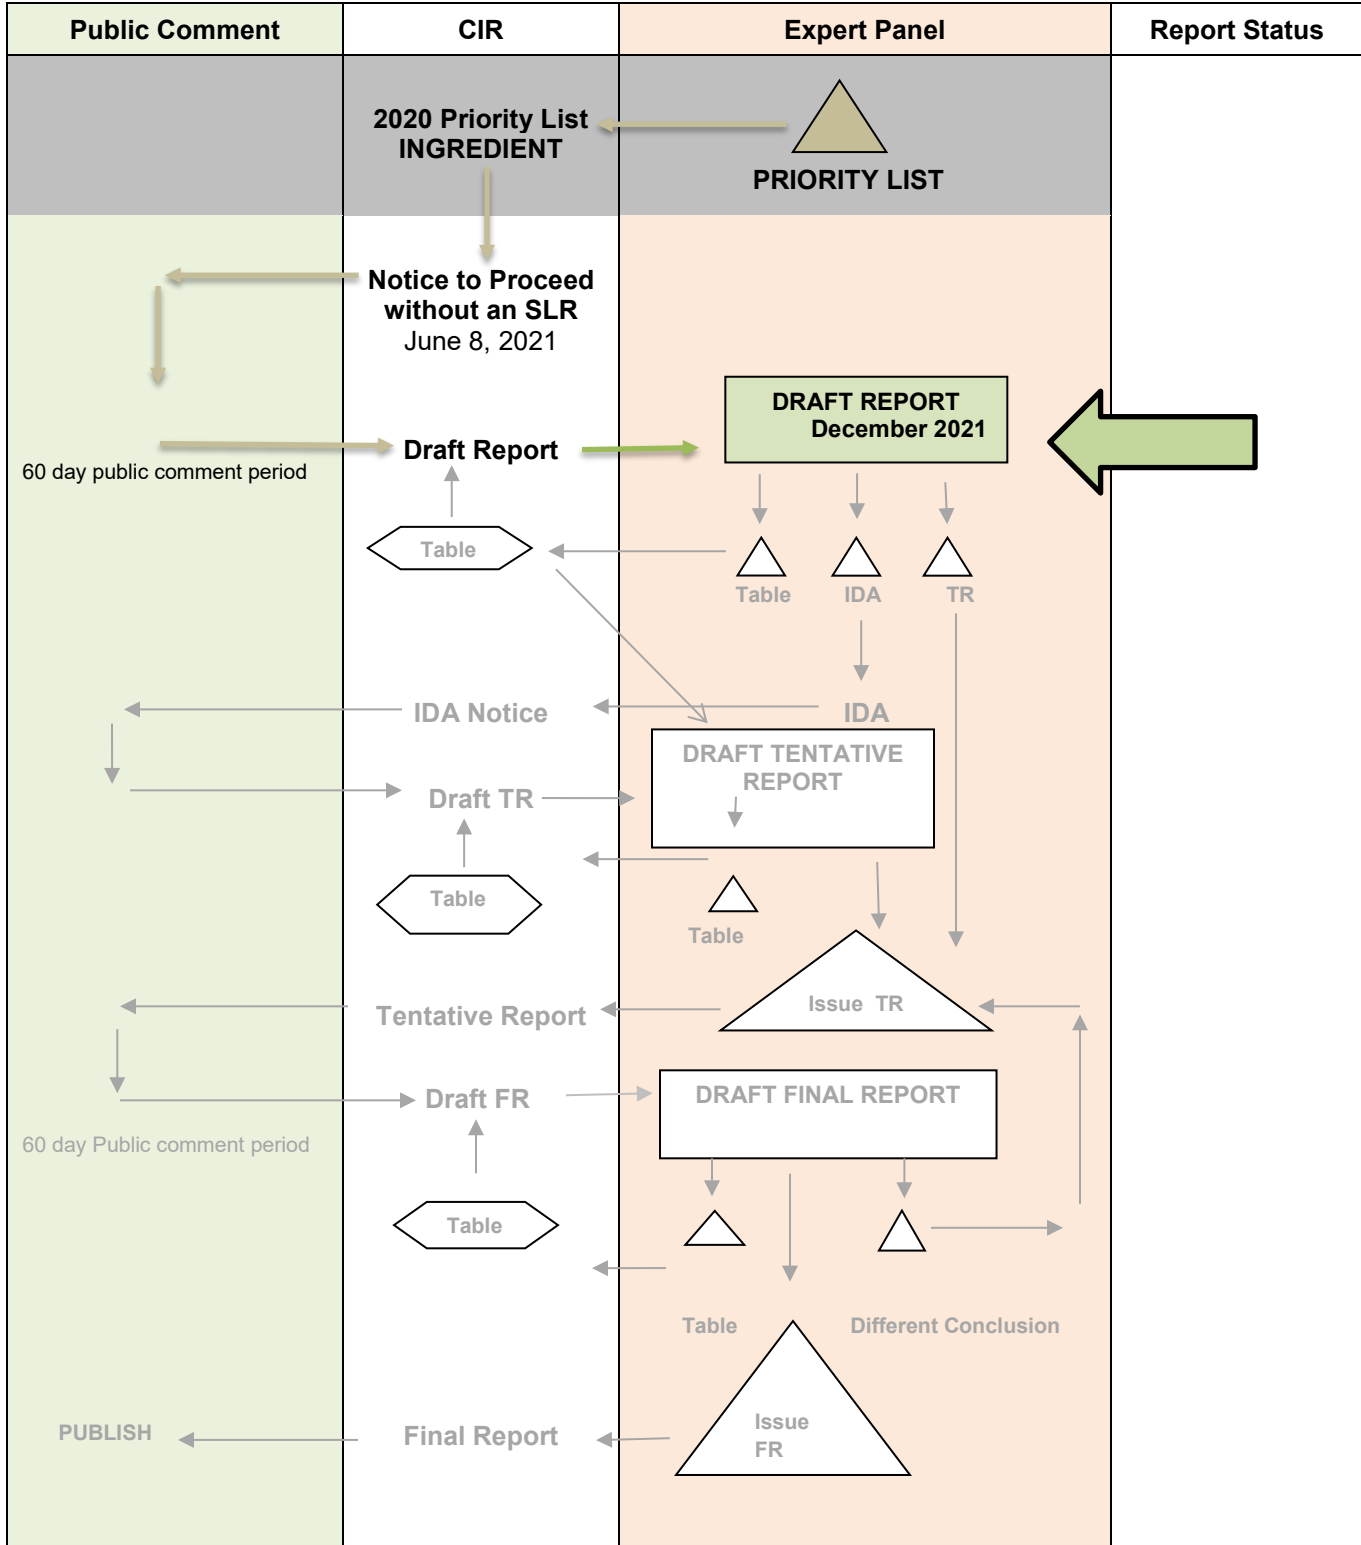 Public Comment
CIR
Expert Panel
Report Status
2020 Priority List
INGREDIENT
PRIORITY LIST
Notice to Proceed
without an SLR
June 8, 2021
DRAFT REPORT
December 2021
Draft Report
60 day public comment period
Table
Table
IDA
TR
IDA Notice
IDA
DRAFT TENTATIVE
REPORT
Draft TR
Table
Table
Issue TR
Tentative Report
Draft FR
DRAFT FINAL REPORT
60 day Public comment period
Table
Table
Different Conclusion
Issue
FR
PUBLISH
Final Report